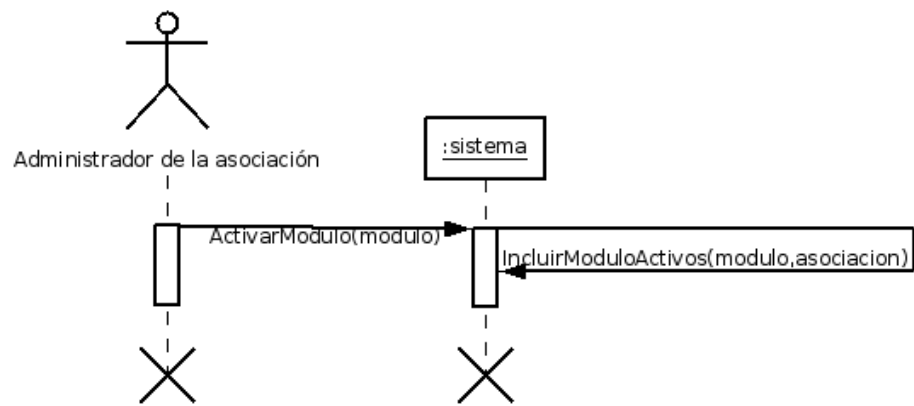 Administrador de la asociación
:sistema
ActivarModulo(modulo)
IncluirModuloActivos(modulo,asociacion)